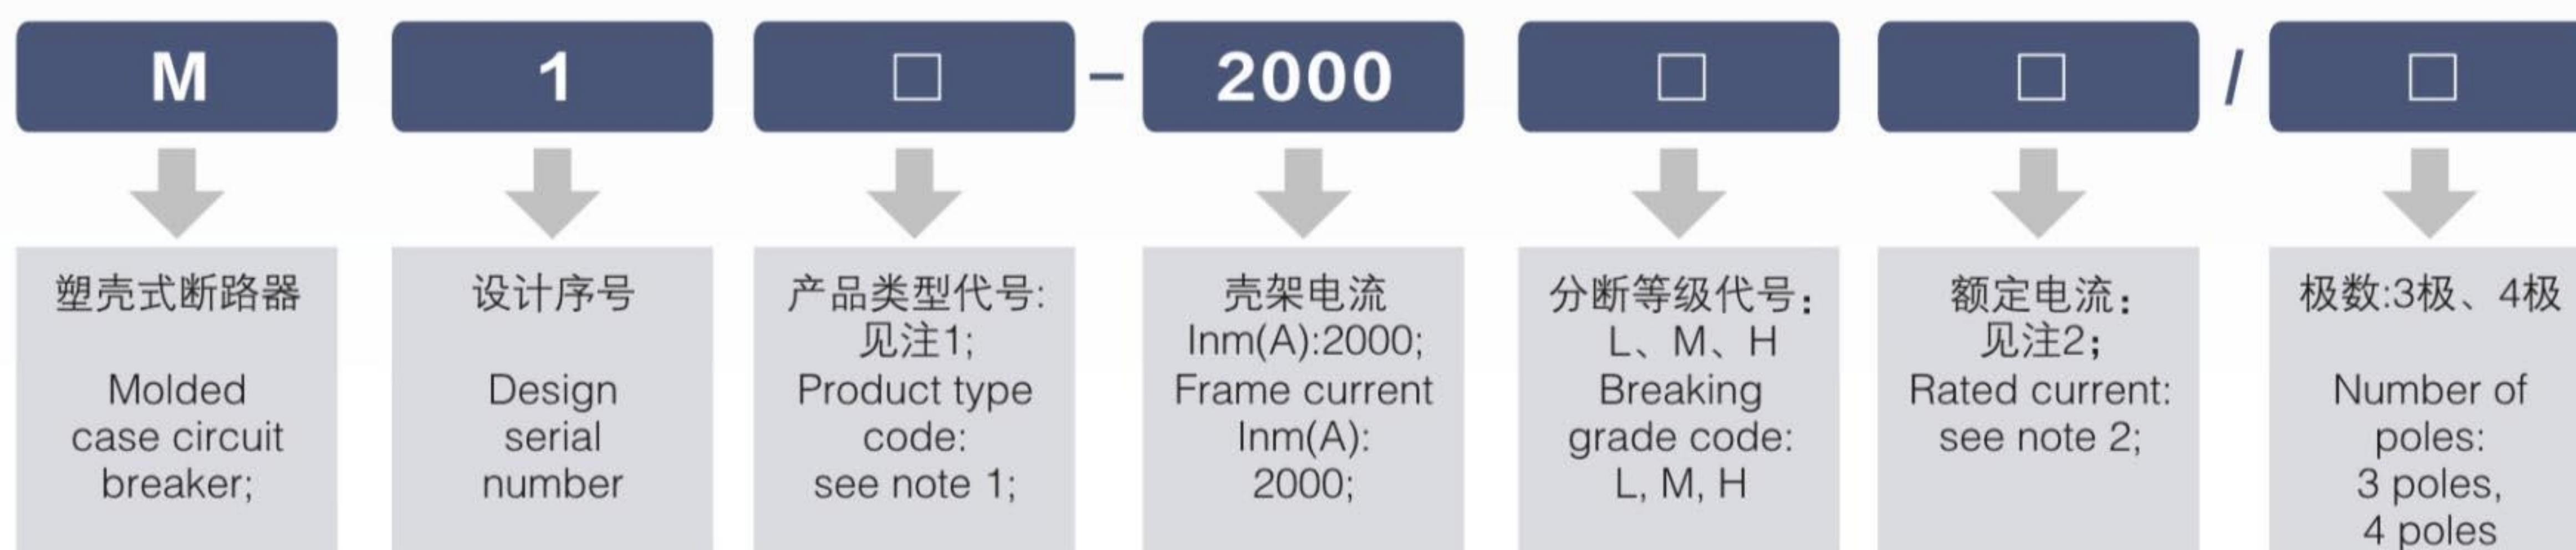 M 1 □ – 2000 □ □ / □
塑壳式断路器
Molded
case circuit
breaker;
设计序号
Design
serial
number
产品类型代号:
见注1;
Product type
code:
see note 1;
壳架电流
Inm(A):2000;
Frame current
Inm(A):
2000;
分断等级代号：
L、M、H
Breaking
grade code:
L, M, H
额定电流：
见注2；
Rated current:
see note 2;
极数:3极、4极
Number of
poles:
3 poles,
4 poles